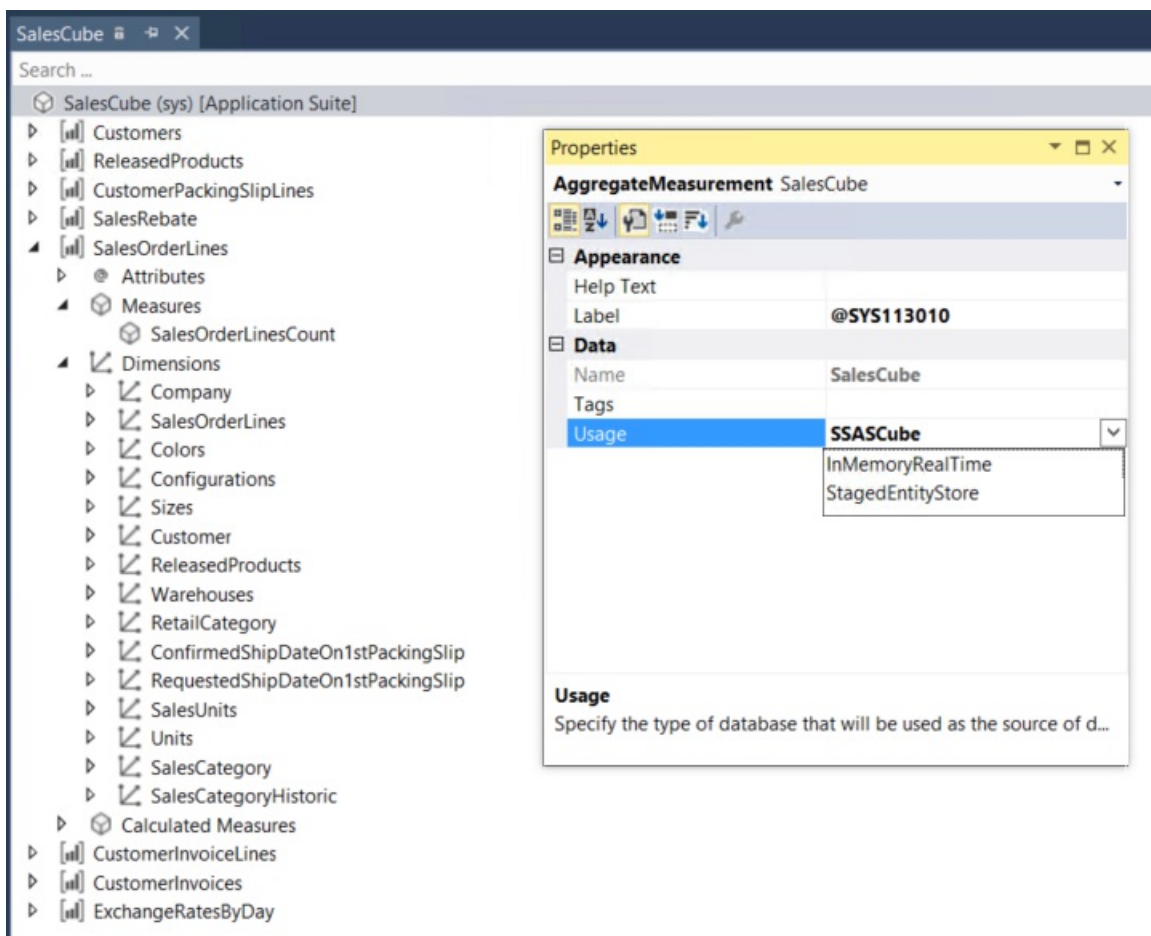 SalesCube
Search ...
SalesCube (sys) [Application Suite]
Customers
ReleasedProducts
CustomerPackingSlipLines
SalesRebate
SalesOrderLines
Attributes
Measures
SalesOrderLinesCount
Dimensions
Company
SalesOrderLines
Colors
Configurations
Sizes
Customer
ReleasedProducts
Warehouses
RetailCategory
ConfirmedShipDateOn1stPackingSlip
RequestedShipDateOn1stPackingSlip
SalesUnits
Units
SalesCategory
SalesCategoryHistoric
Calculated Measures
CustomerInvoiceLines
CustomerInvoices
ExchangeRatesByDay
Properties
AggregateMeasurement SalesCube
Appearance
Help Text
Label @SYS113010
Data
Name SalesCube
Tags
Usage SSASCube
InMemoryRealTime
StagedEntityStore
Usage
Specify the type of database that will be used as the source of d...